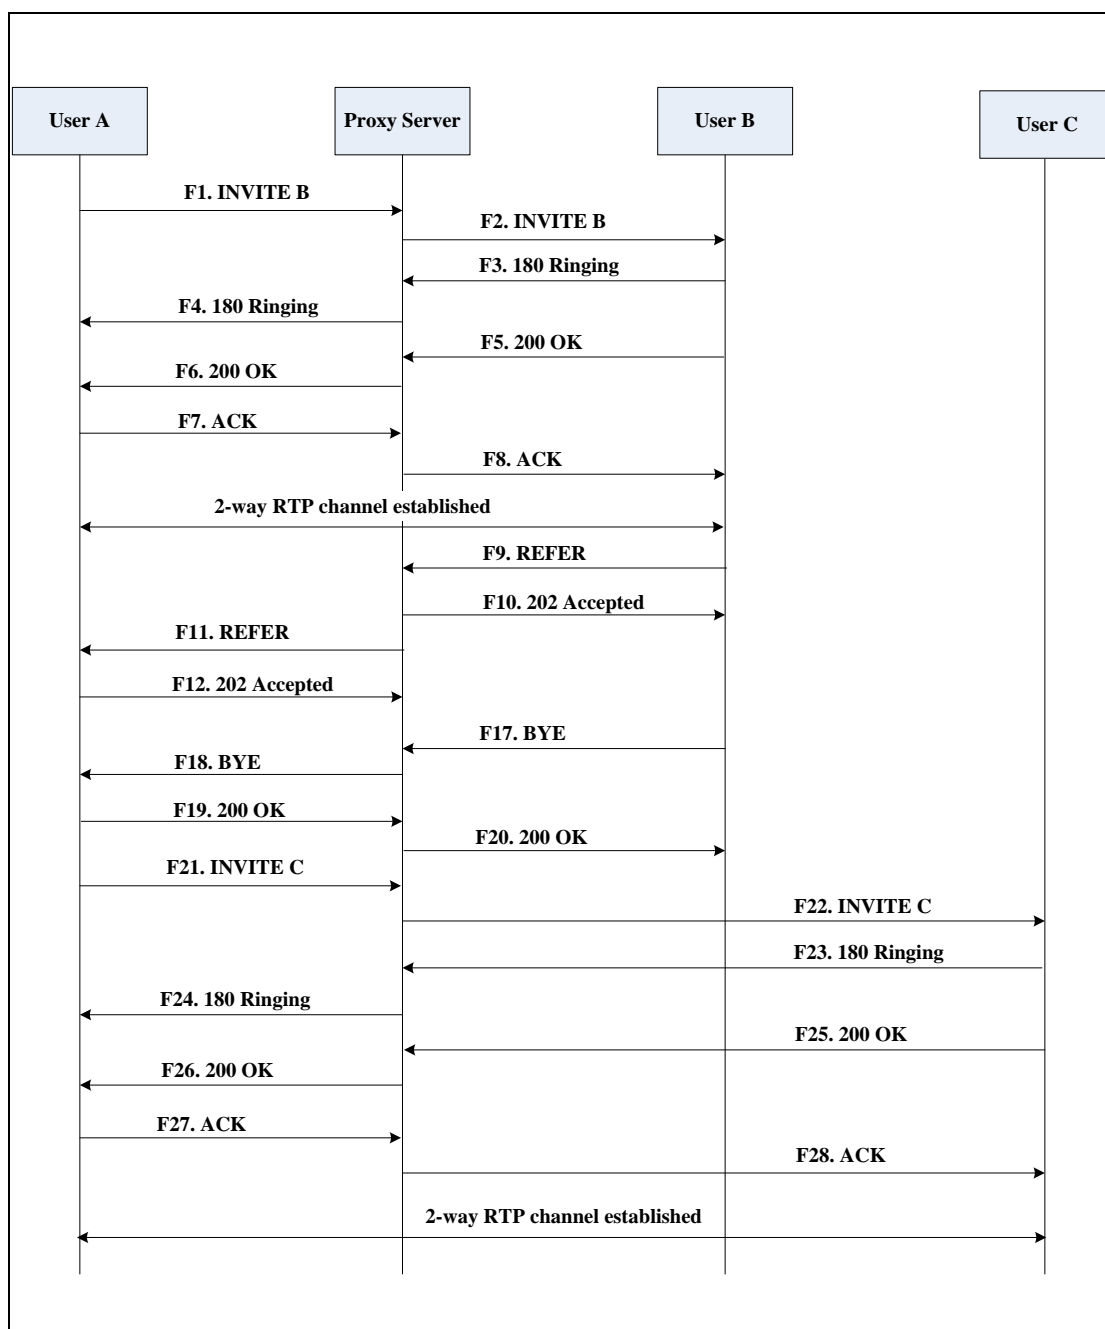 User A
Proxy Server
User B
User C
F1. INVITE B
F2. INVITE B
F3. 180 Ringing
F4. 180 Ringing
F5. 200 OK
F6. 200 OK
F7. ACK
F8. ACK
2-way RTP channel established
F9. REFER
F10. 202 Accepted
F11. REFER
F12. 202 Accepted
F17. BYE
F18. BYE
F19. 200 OK
F20. 200 OK
F21. INVITE C
F22. INVITE C
F23. 180 Ringing
F24. 180 Ringing
F25. 200 OK
F26. 200 OK
F27. ACK
F28. ACK
2-way RTP channel established